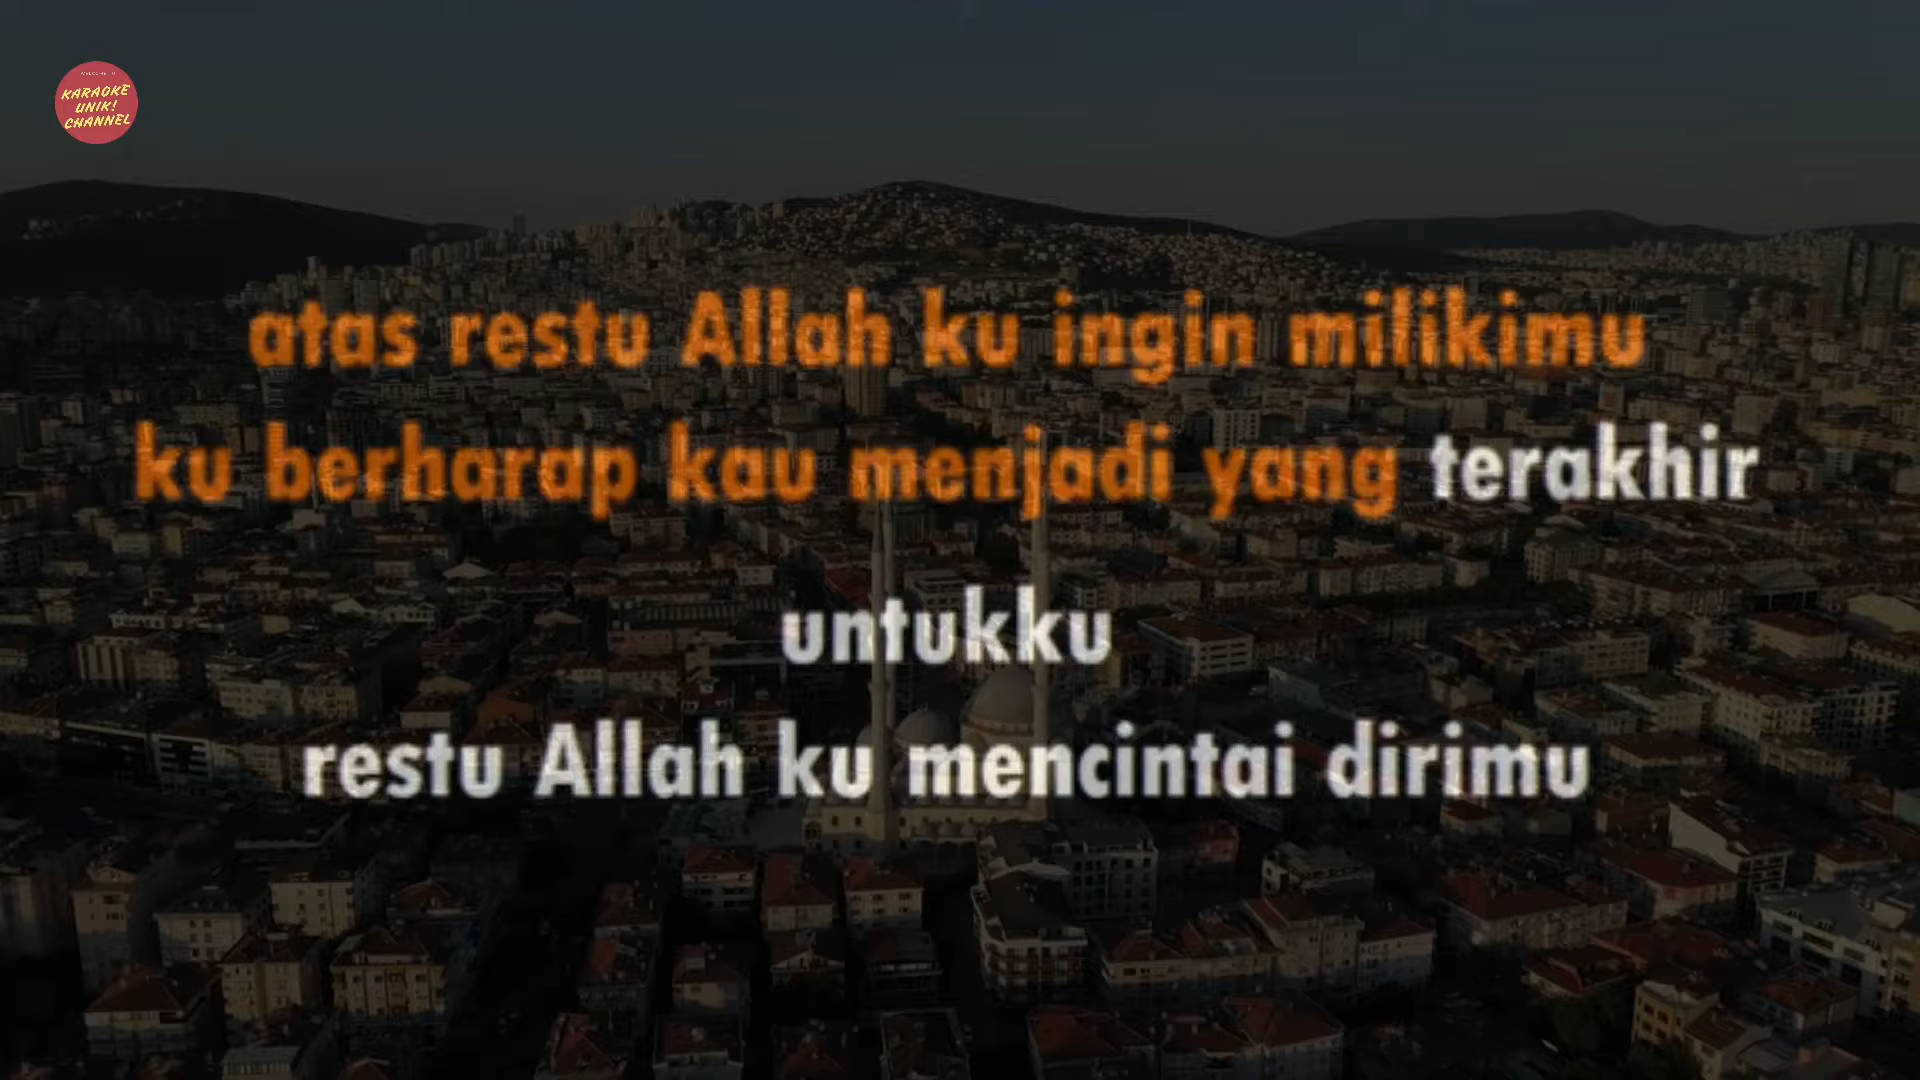 KARAOKE
UNIK!
CHANNEL
atas restu Allah ku ingin milikimu
ku berharap kau menjadi yang terakhir
untukku
restu Allah ku mencintai dirimu